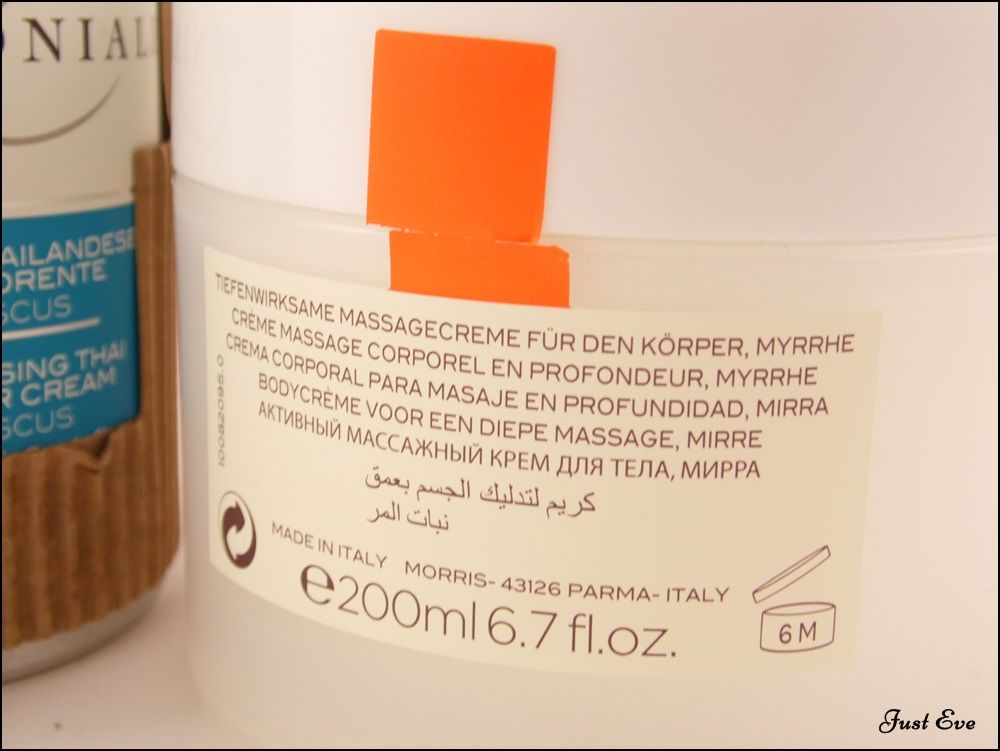 NIAL
AILANDESE
ORENTE
SCUS
SING THAI
R CREAM
SCUS
TIEFENWIRKSAME MASSAGECREME FÜR DEN KÖRPER, MYRRHE
CRÈME MASSAGE CORPOREL EN PROFONDEUR, MYRRHE
CREMA CORPORAL PARA MASAJE EN PROFUNDIDAD, MIRRA
BODYCRÈME VOOR EEN DIEPE MASSAGE, MIRRE
АКТИВНЫЙ МАССАЖНЫЙ КРЕМ ДЛЯ ТЕЛА, МИРРА
كريم لتدليك الجسم بعمق
نبات المر
10082095.0
MADE IN ITALY MORRIS- 43126 PARMA- ITALY
e200ml 6.7 fl.oz.
6M
Just Eve